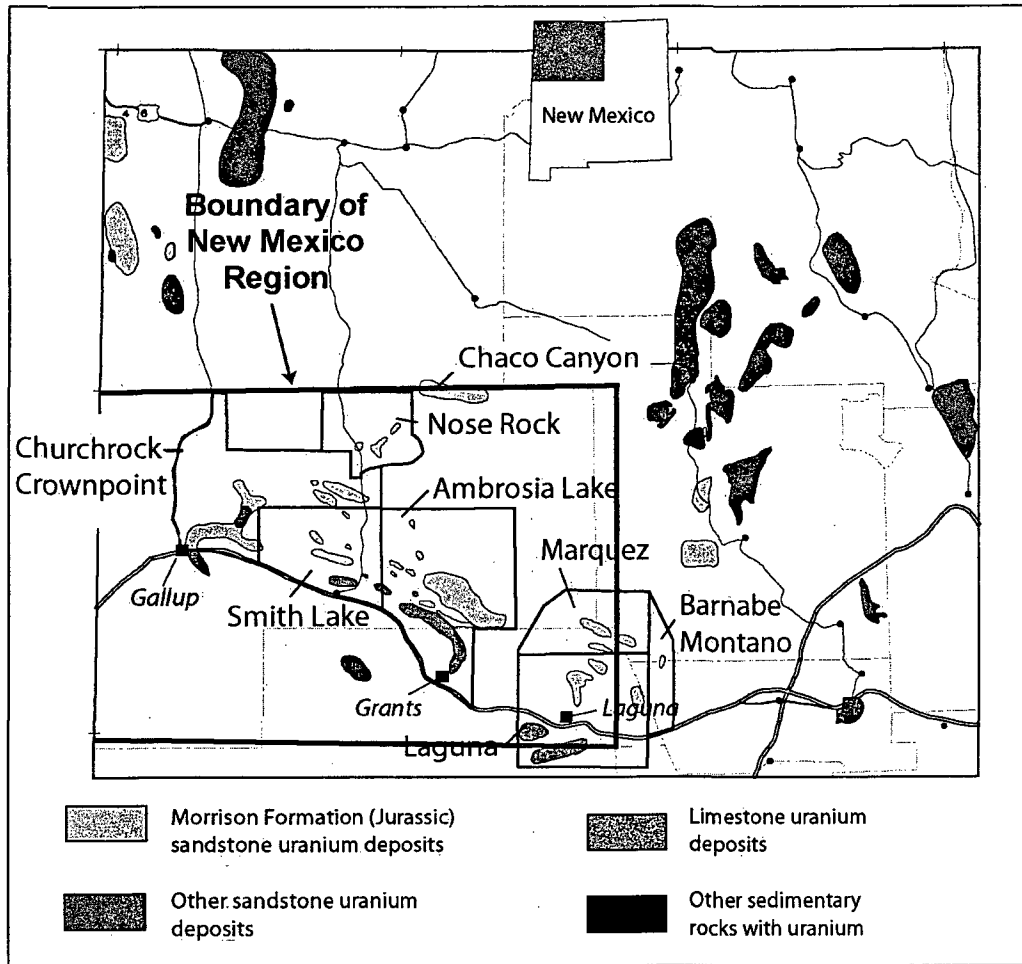 New Mexico
Boundary of
New Mexico
Region
Chaco Canyon
Nose Rock
Churchrock
Crownpoint
Ambrosia Lake
Marquez
Gallup
Smith Lake
Barnabe
Montano
Grants
Laguna
Laguna
Morrison Formation (Jurassic)
sandstone uranium deposits
Limestone uranium
deposits
Other sandstone uranium
deposits
Other sedimentary
rocks with uranium